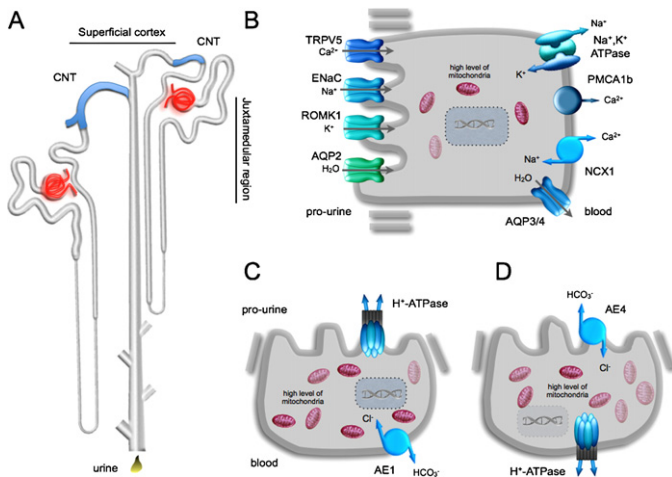 A
Superficial cortex
CNT
CNT
Juxtamedular region
urine
B
TRPV5
Ca²⁺
ENaC
Na⁺
ROMK1
K⁺
AQP2
H₂O
pro-urine
high level of
mitochondria
Na⁺
Na⁺,K⁺
ATPase
K⁺
PMCA1b
Ca²⁺
Ca²⁺
Na⁺
NCX1
H₂O
AQP3/4
blood
C
pro-urine
H⁺-ATPase
high level of
mitochondria
Cl⁻
AE1
HCO₃⁻
blood
D
HCO₃⁻
AE4
Cl⁻
high level of
mitochondria
H⁺-ATPase